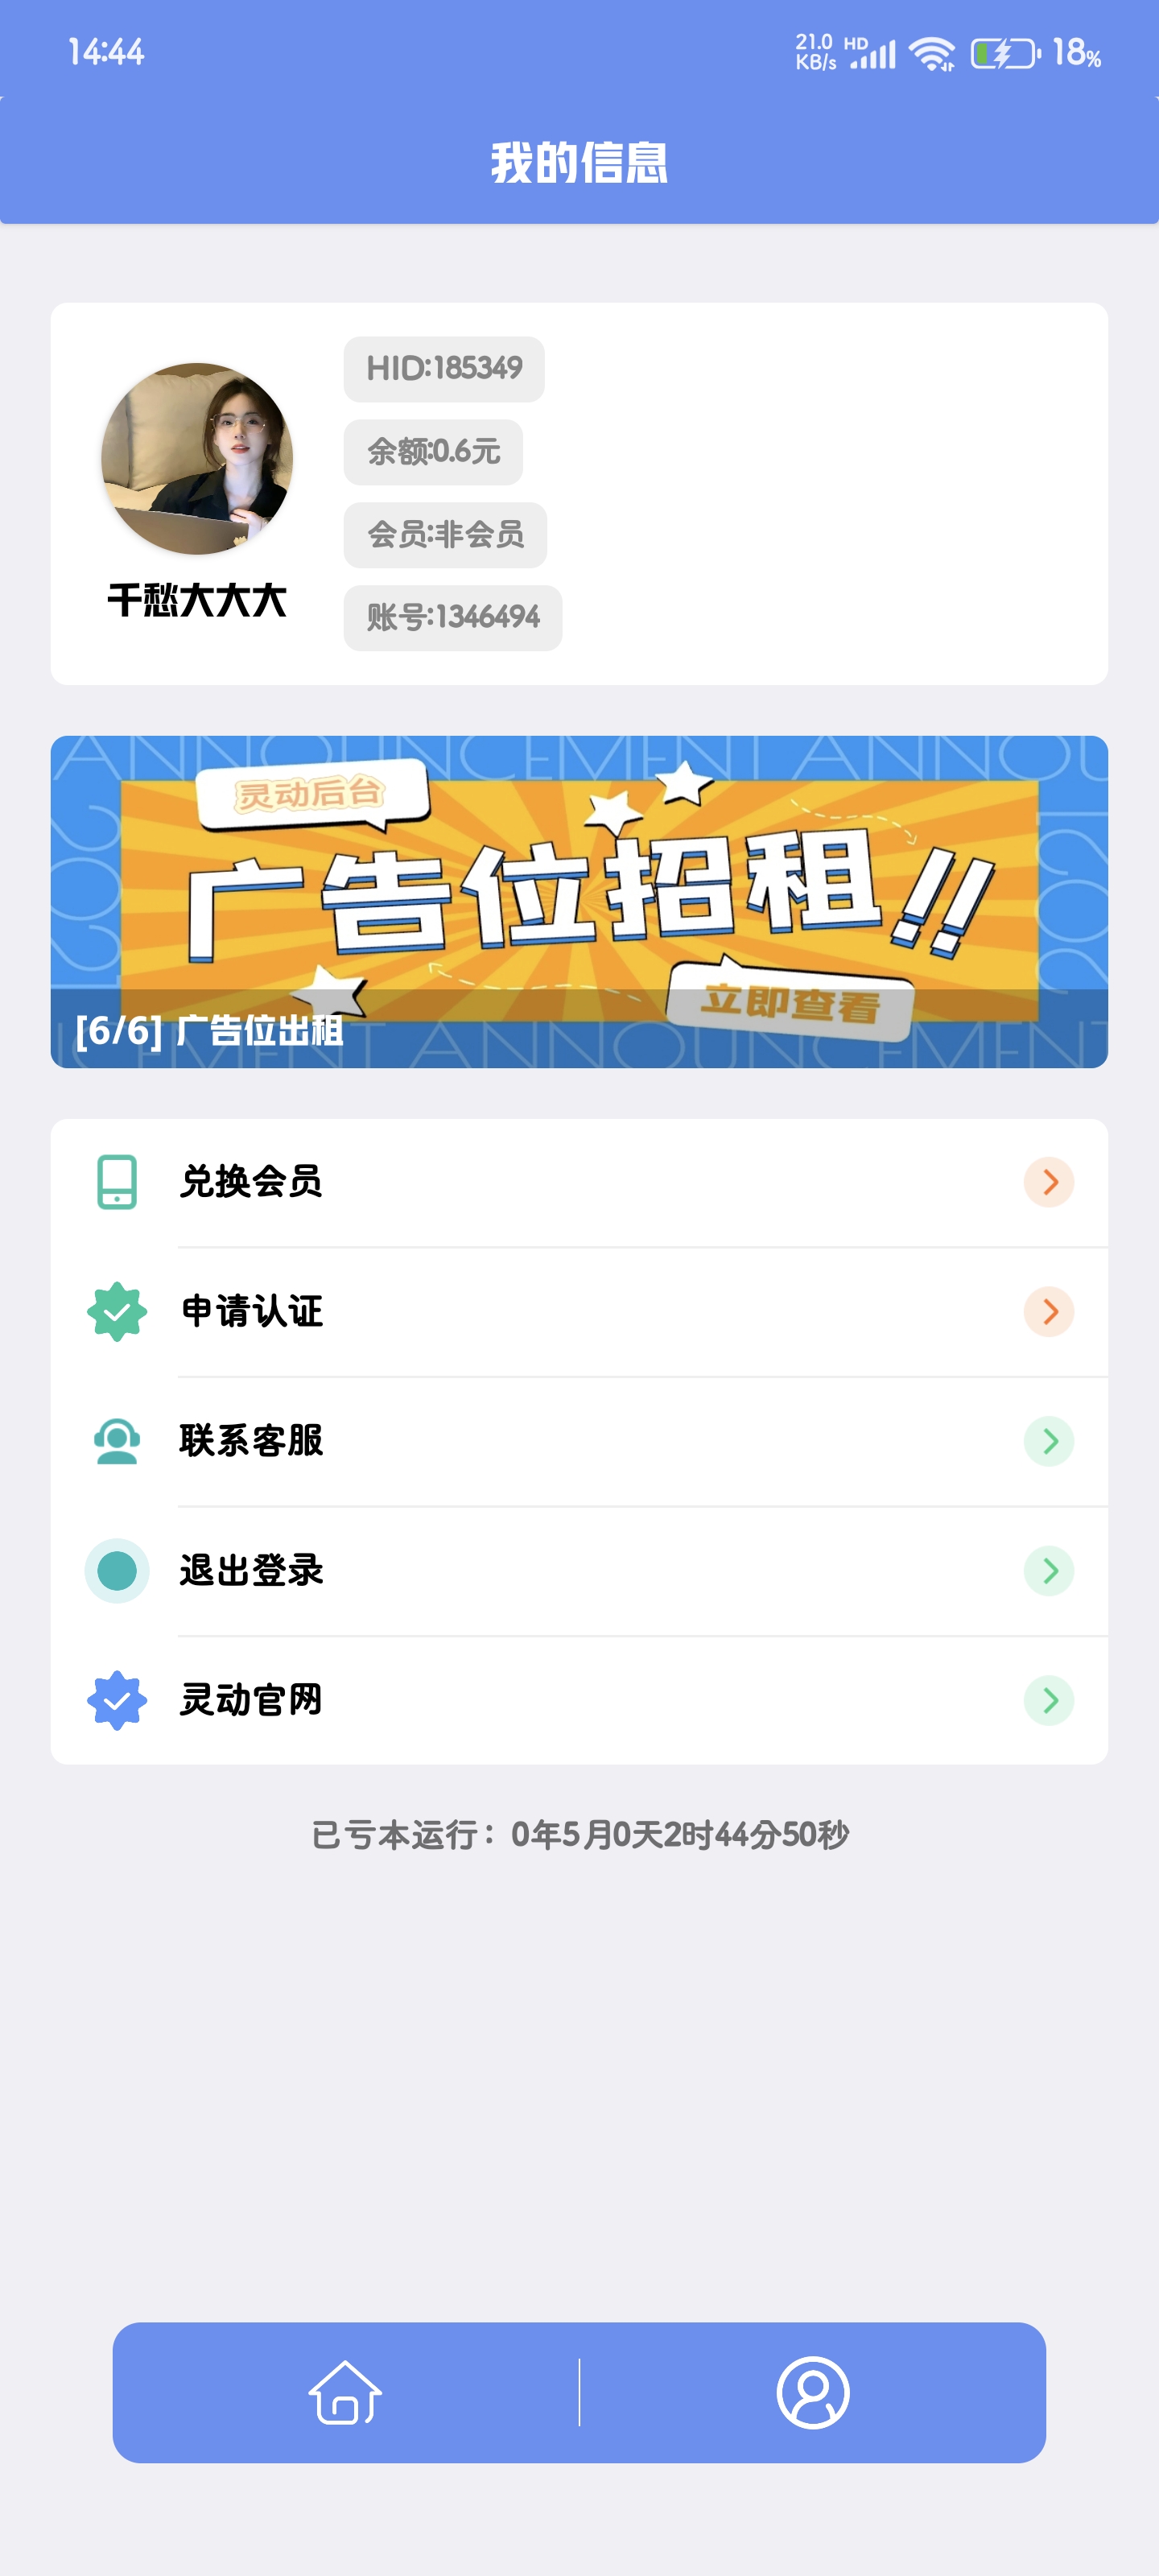 14:44
21.0 KB/s HD 18%
我的信息
HID:185349
余额:0.6元
会员:非会员
账号:1346494
千愁大大大
ANNOUNCEMENT ANNOU
灵动后台
广告位招租!!
立即查看
[6/6] 广告位出租
CEMENT ANNOUNCEMENT
兑换会员
申请认证
联系客服
退出登录
灵动官网
已亏本运行：0年5月0天2时44分50秒